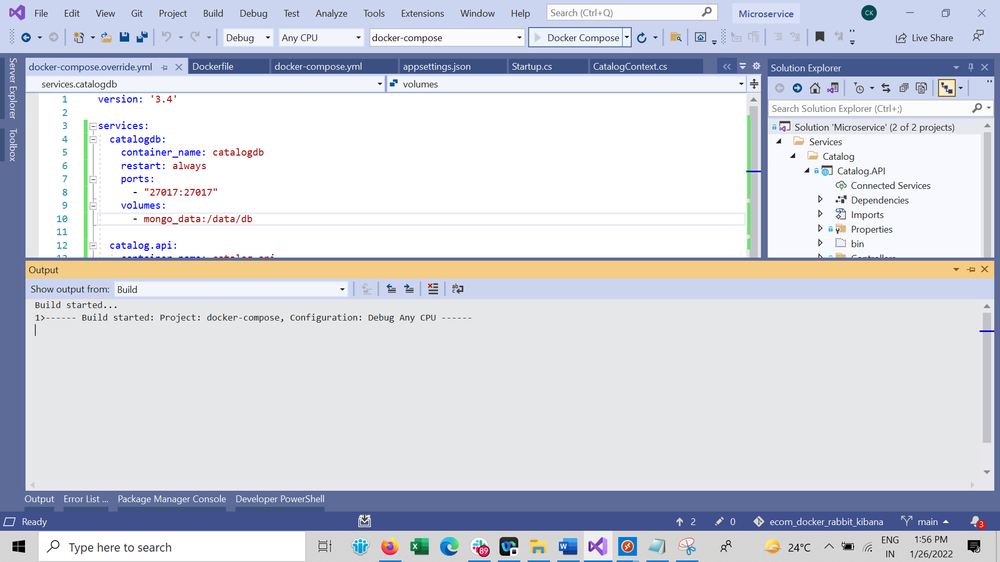 File Edit View Git Project Build Debug Test Analyze Tools Extensions Window Help Search (Ctrl+Q) Microservice CK
Debug Any CPU docker-compose Docker Compose Live Share
Server Explorer
Toolbox
docker-compose.override.yml Dockerfile docker-compose.yml appsettings.json Startup.cs CatalogContext.cs
services.catalogdb volumes
1 version: '3.4'
2
3 services:
4 catalogdb:
5 container_name: catalogdb
6 restart: always
7 ports:
8 - "27017:27017"
9 volumes:
10 - mongo_data:/data/db
11
12 catalog.api:
13 container_name: catalog.api
Solution Explorer
Search Solution Explorer (Ctrl+;)
Solution 'Microservice' (2 of 2 projects)
Services
Catalog
Catalog.API
Connected Services
Dependencies
Imports
Properties
bin
Controllers
Output
Show output from: Build
Build started...
1>------ Build started: Project: docker-compose, Configuration: Debug Any CPU ------
Output Error List ... Package Manager Console Developer PowerShell
Ready 2 0 ecom_docker_rabbit_kibana main 3
Type here to search 89 24°C ENG 1:56 PM
IN 1/26/2022